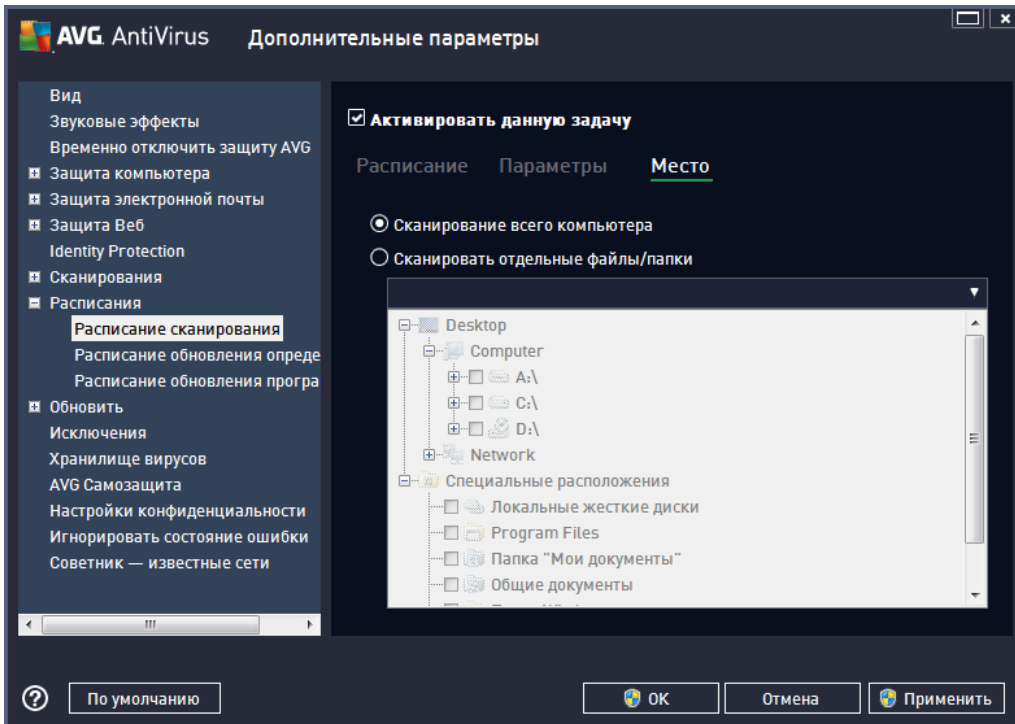 AVG. AntiVirus Дополнительные параметры
Вид
Звуковые эффекты
Временно отключить защиту AVG
Защита компьютера
Защита электронной почты
Защита Веб
Identity Protection
Сканирования
Расписания
Расписание сканирования
Расписание обновления опреде
Расписание обновления програ
Обновить
Исключения
Хранилище вирусов
AVG Самозащита
Настройки конфиденциальности
Игнорировать состояние ошибки
Советник — известные сети
Активировать данную задачу
Расписание Параметры Место
Сканирование всего компьютера
Сканировать отдельные файлы/папки
Desktop
Computer
A:\
C:\
D:\
Network
Специальные расположения
Локальные жесткие диски
Program Files
Папка "Мои документы"
Общие документы
По умолчанию
ОК
Отмена
Применить